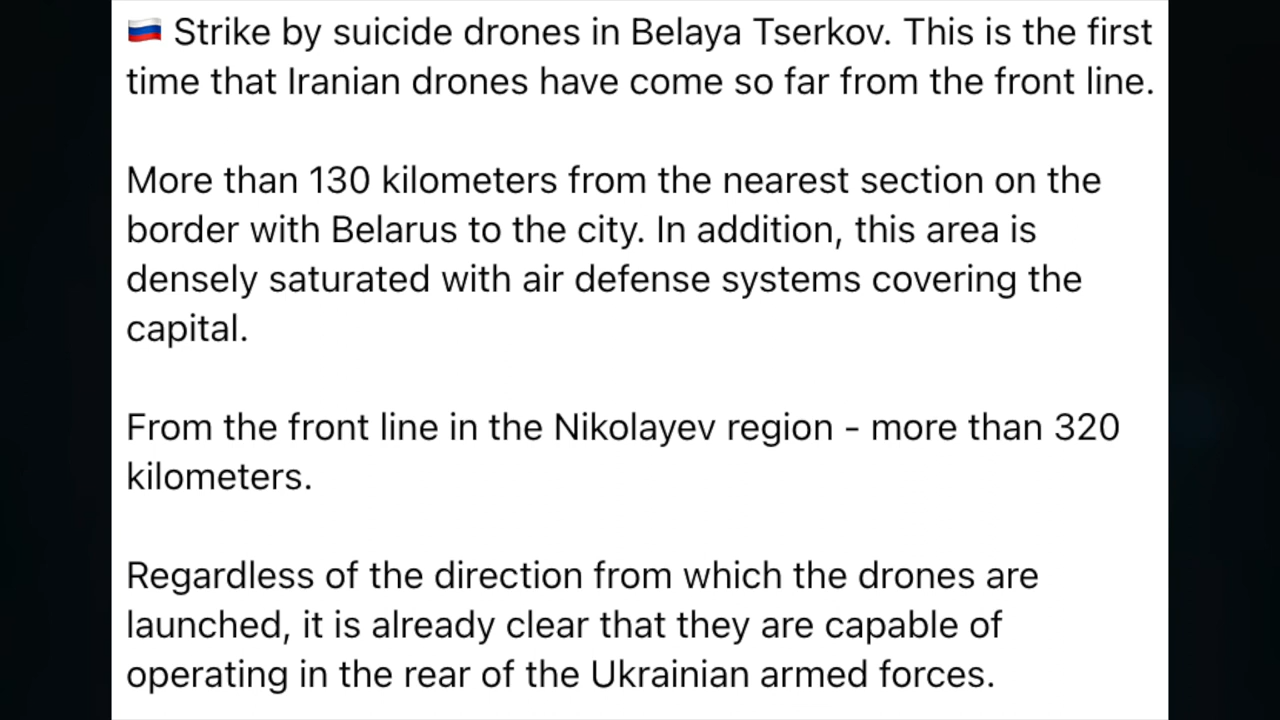 🇷🇺 Strike by suicide drones in Belaya Tserkov. This is the first
time that Iranian drones have come so far from the front line.
More than 130 kilometers from the nearest section on the
border with Belarus to the city. In addition, this area is
densely saturated with air defense systems covering the
capital.
From the front line in the Nikolayev region - more than 320
kilometers.
Regardless of the direction from which the drones are
launched, it is already clear that they are capable of
operating in the rear of the Ukrainian armed forces.